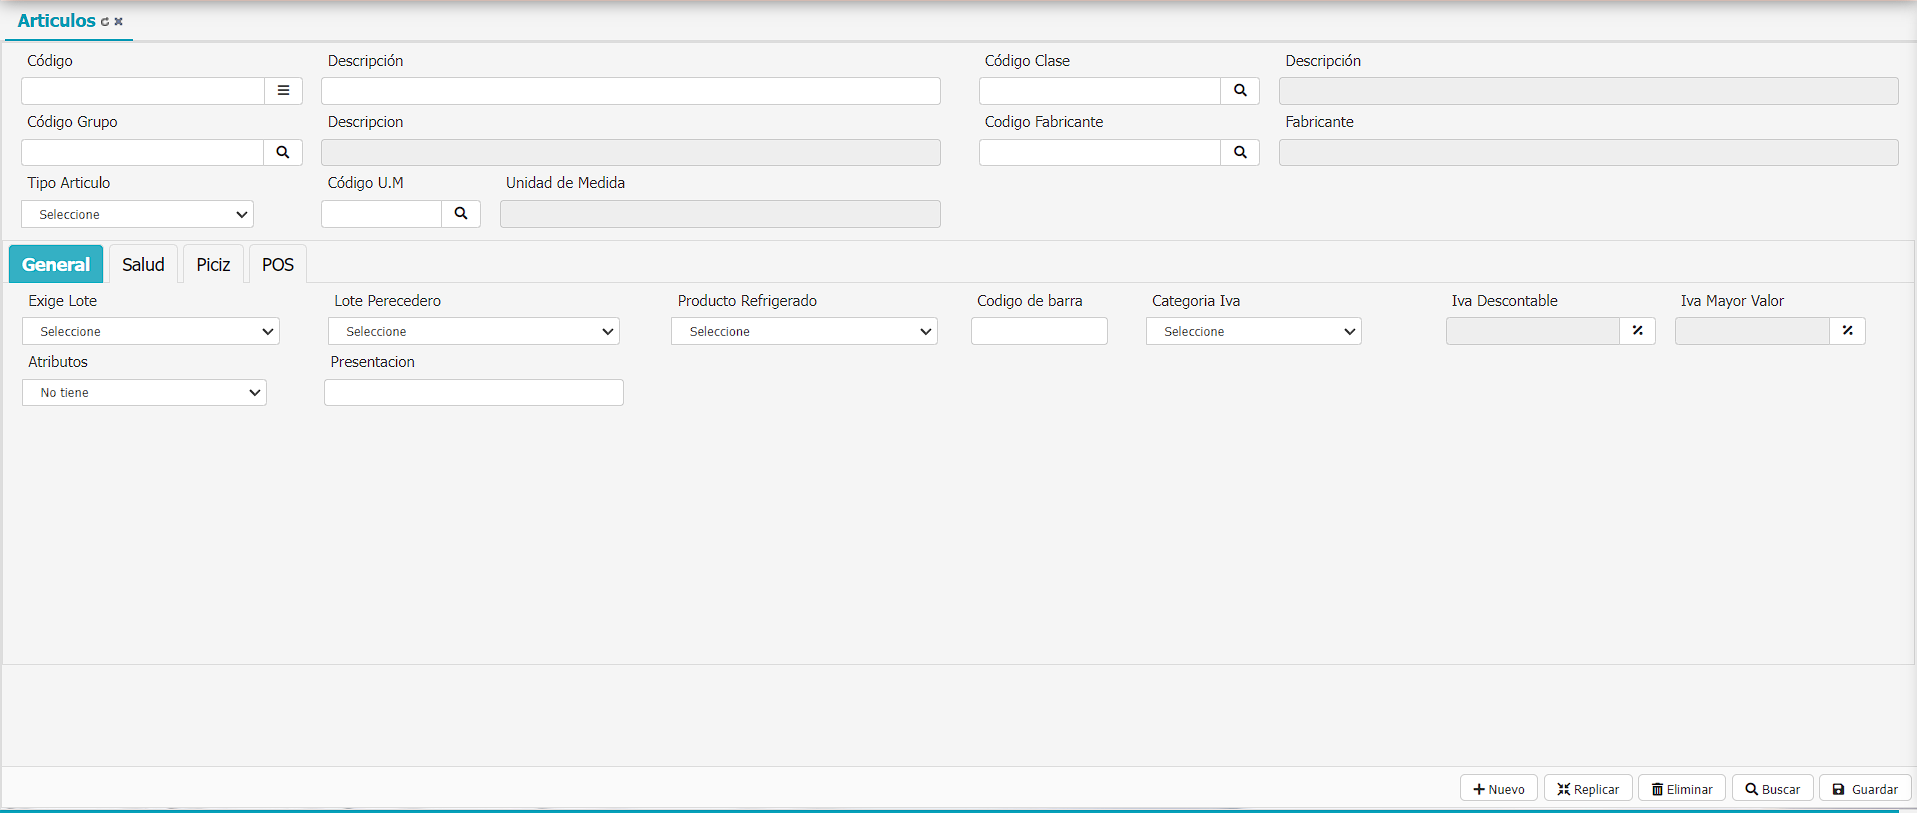 Articulos
Código Descripción Código Clase Descripción
Código Grupo Descripcion Codigo Fabricante Fabricante
Tipo Articulo Código U.M Unidad de Medida
Seleccione
General Salud Piciz POS
Exige Lote Lote Perecedero Producto Refrigerado Codigo de barra Categoria Iva Iva Descontable Iva Mayor Valor
Seleccione Seleccione Seleccione Seleccione
Atributos Presentacion
No tiene
Nuevo Replicar Eliminar Buscar Guardar